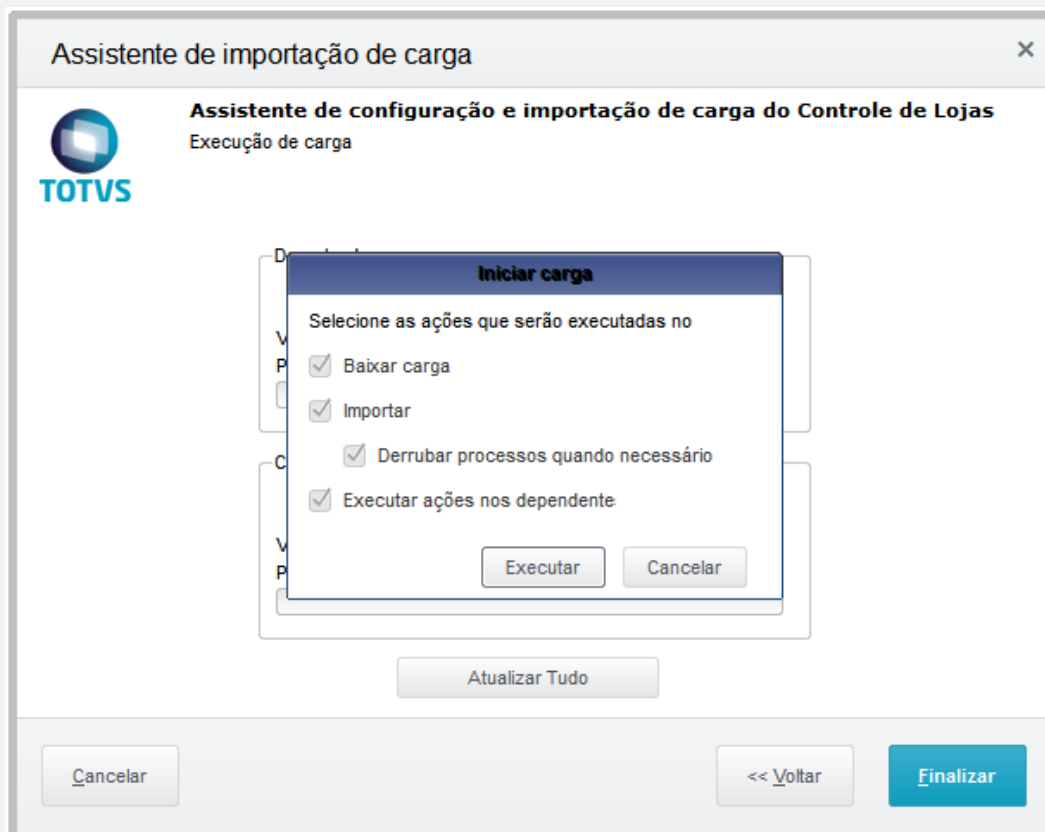 Assistente de importação de carga
×
Assistente de configuração e importação de carga do Controle de Lojas
Execução de carga
TOTVS
Iniciar carga
Selecione as ações que serão executadas no
Baixar carga
Importar
Derrubar processos quando necessário
Executar ações nos dependente
Executar
Cancelar
Atualizar Tudo
Cancelar
<< Voltar
Finalizar